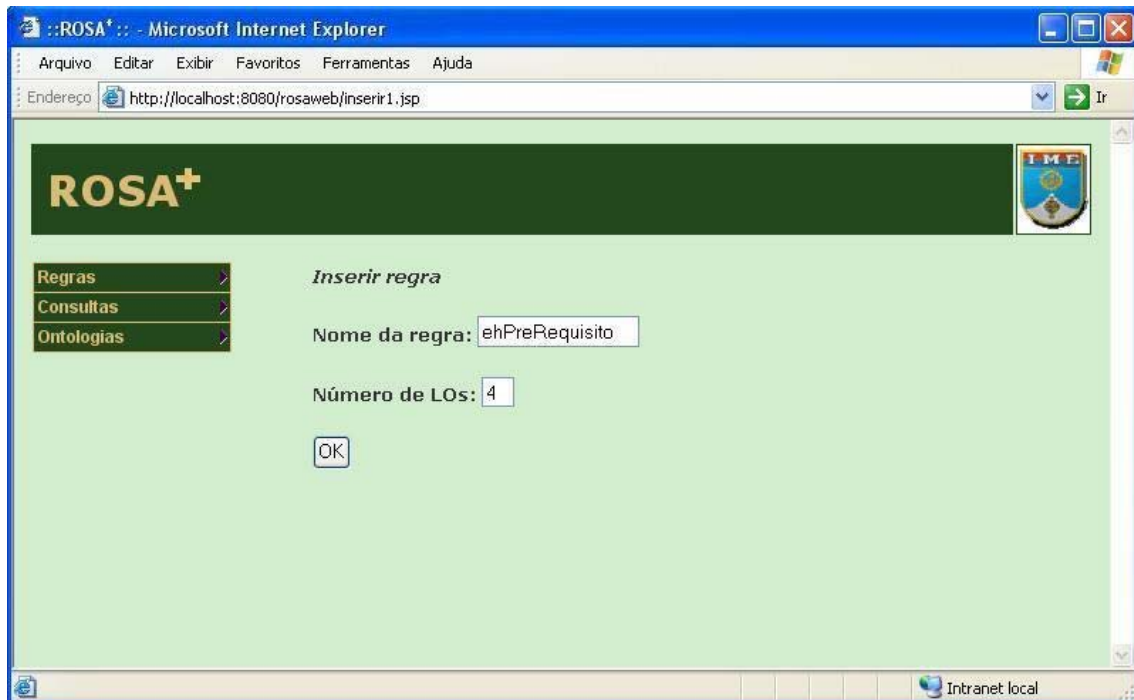 ::ROSA⁺:: - Microsoft Internet Explorer
Arquivo Editar Exibir Favoritos Ferramentas Ajuda
Endereço http://localhost:8080/rosaweb/inserir1.jsp Ir
ROSA⁺
IME
Regras
Consultas
Ontologias
Inserir regra
Nome da regra: ehPreRequisito
Número de LOs: 4
OK
Intranet local